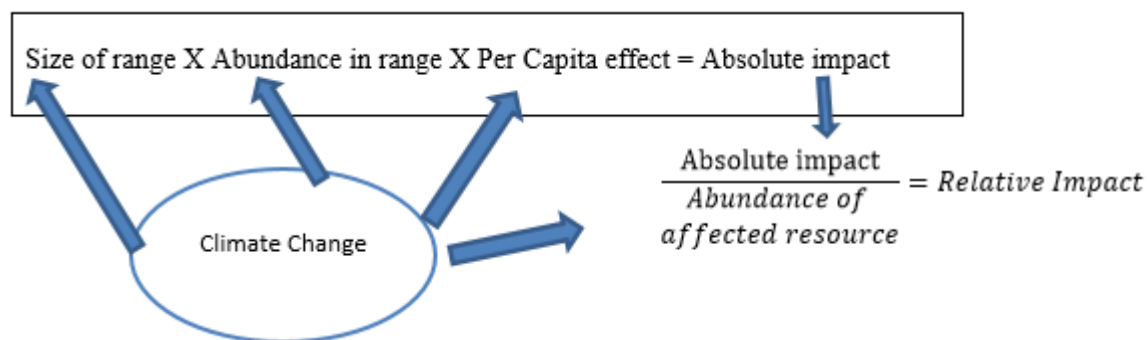 Size of range X Abundance in range X Per Capita effect = Absolute impact
Absolute impact
Abundance of
affected resource
= Relative Impact
Climate Change